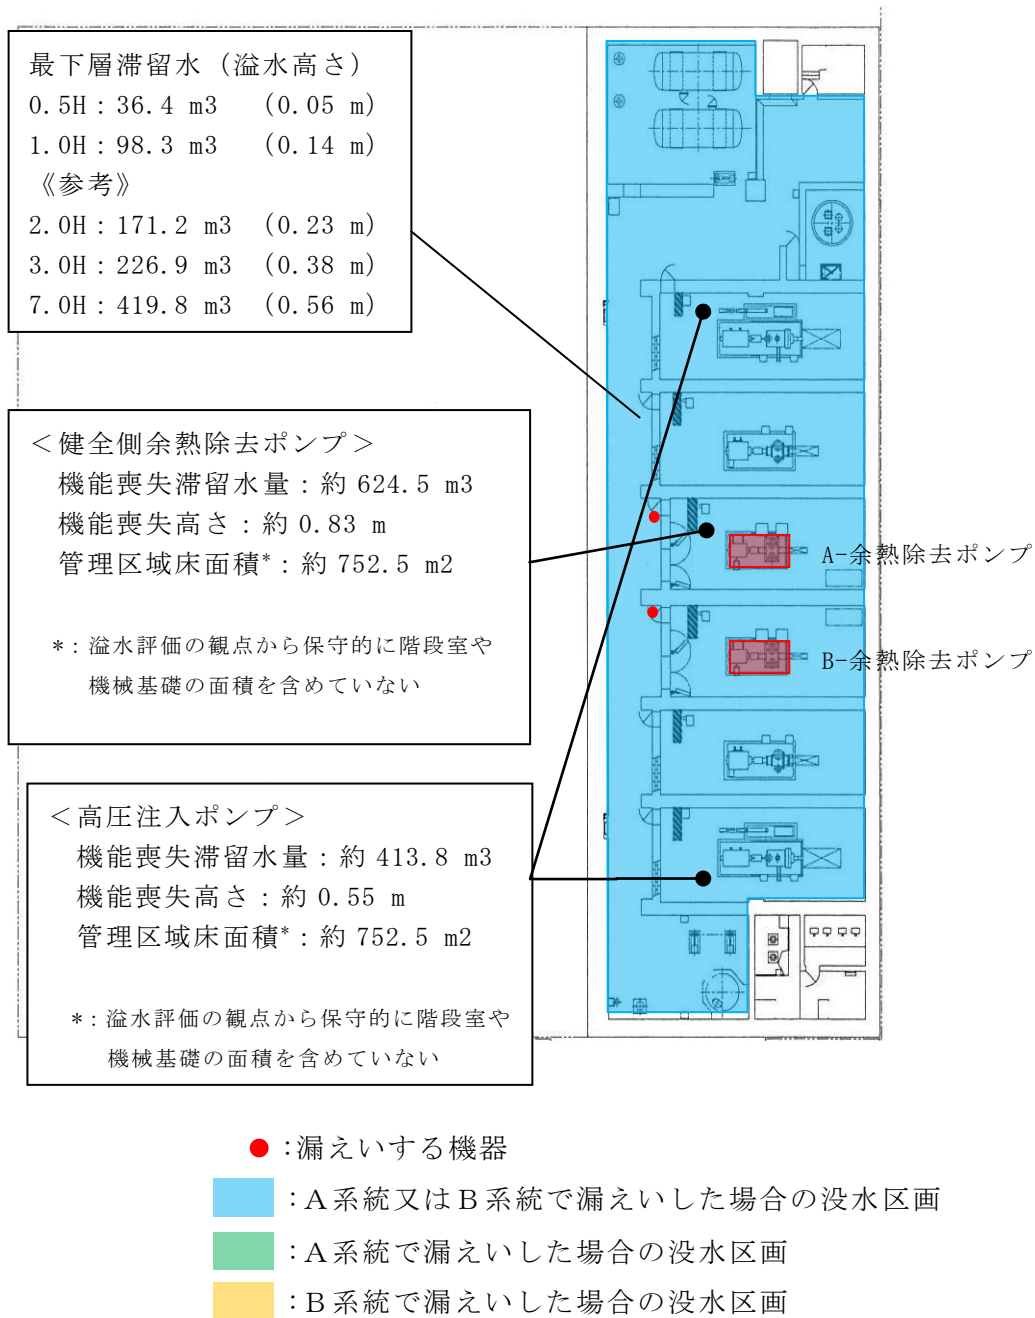 最下層滞留水（溢水高さ）
0.5H：36.4 m3　（0.05 m）
1.0H：98.3 m3　（0.14 m）
《参考》
2.0H：171.2 m3　（0.23 m）
3.0H：226.9 m3　（0.38 m）
7.0H：419.8 m3　（0.56 m）
＜健全側余熱除去ポンプ＞
機能喪失滞留水量：約 624.5 m3
機能喪失高さ：約 0.83 m
管理区域床面積*：約 752.5 m2
*：溢水評価の観点から保守的に階段室や
機械基礎の面積を含めていない
A-余熱除去ポンプ
B-余熱除去ポンプ
＜高圧注入ポンプ＞
機能喪失滞留水量：約 413.8 m3
機能喪失高さ：約 0.55 m
管理区域床面積*：約 752.5 m2
*：溢水評価の観点から保守的に階段室や
機械基礎の面積を含めていない
：漏えいする機器
：Ａ系統又はＢ系統で漏えいした場合の没水区画
：Ａ系統で漏えいした場合の没水区画
：Ｂ系統で漏えいした場合の没水区画